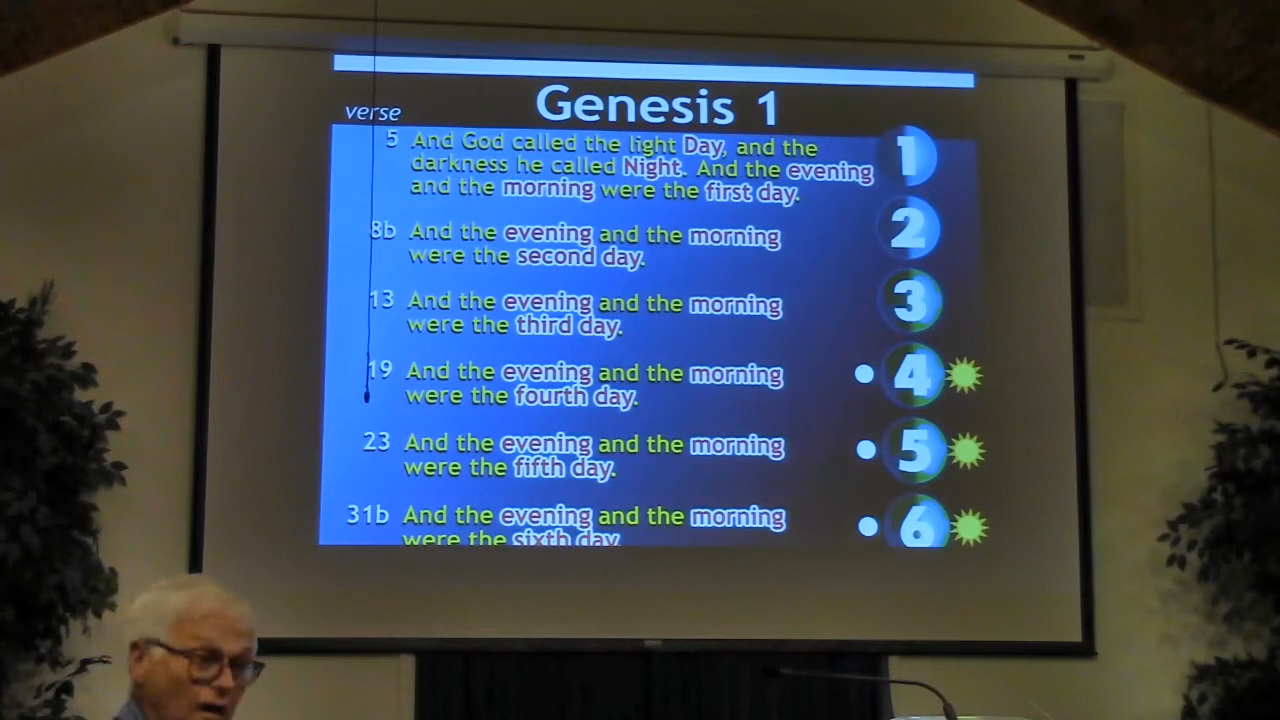 Genesis 1
verse
5 And God called the light Day, and the
darkness he called Night. And the evening
and the morning were the first day.
1
8b And the evening and the morning
were the second day.
2
13 And the evening and the morning
were the third day.
3
19 And the evening and the morning
were the fourth day.
4
23 And the evening and the morning
were the fifth day.
5
31b And the evening and the morning
were the sixth day.
6